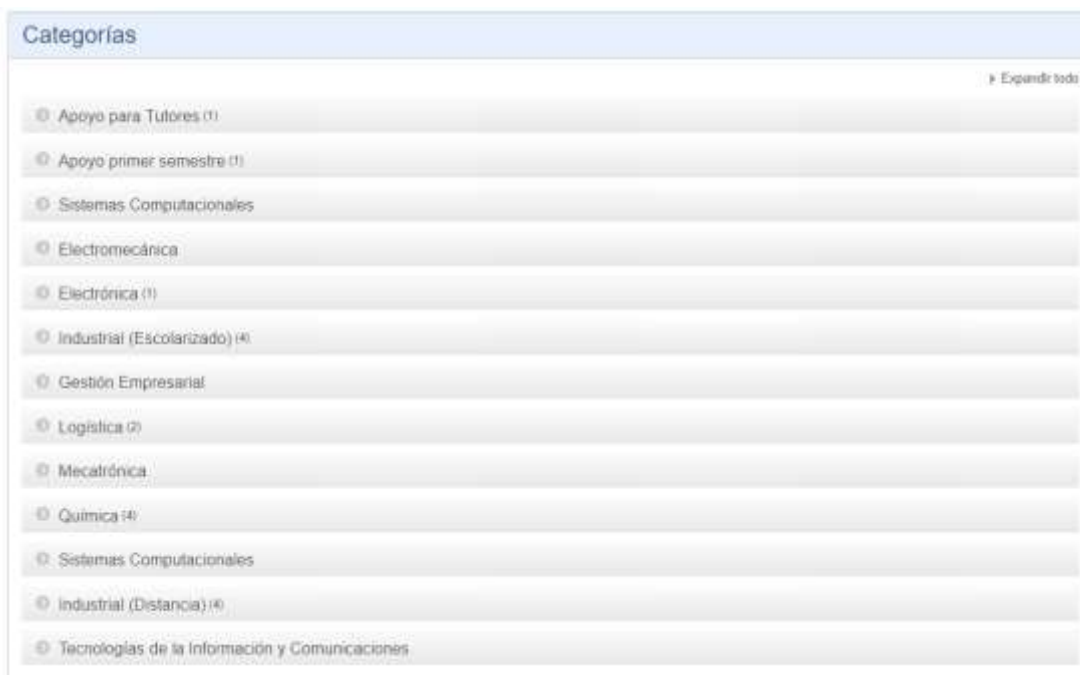 Categorías
Expandir todo
Apoyo para Tutores (1)
Apoyo primer semestre (1)
Sistemas Computacionales
Electromecánica
Electrónica (1)
Industrial (Escolarizado) (4)
Gestión Empresarial
Logística (2)
Mecatrónica
Química (4)
Sistemas Computacionales
Industrial (Distancia) (4)
Tecnologías de la Información y Comunicaciones